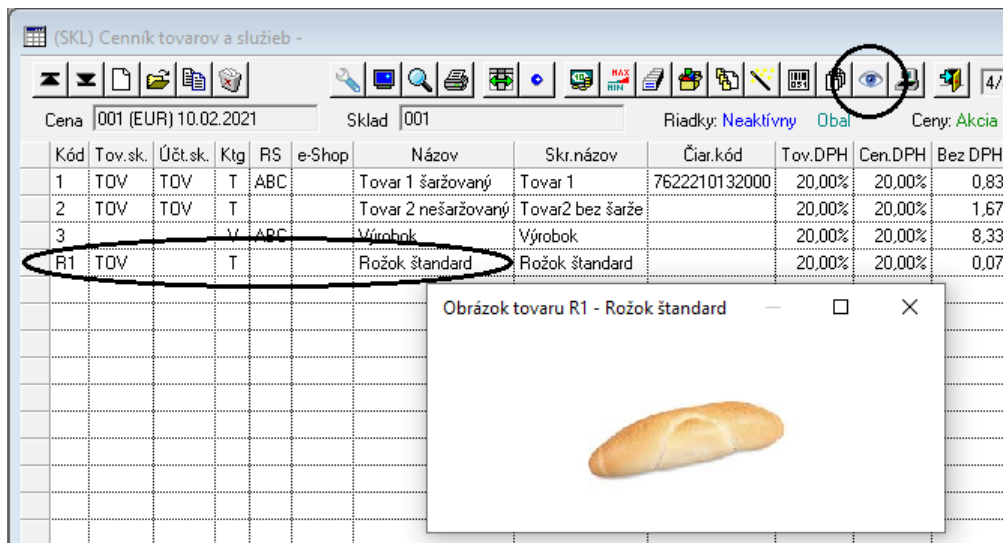 (SKL) Cenník tovarov a služieb -
MAX MIN 4/
Cena 001 (EUR) 10.02.2021 Sklad 001 Riadky: Neaktívny Obal Ceny: Akcia
Kód Tov.sk. Účt.sk. Ktg RS e-Shop Názov Skr.názov Čiar.kód Tov.DPH Cen.DPH Bez DPH
1 TOV TOV T ABC Tovar 1 šaržovaný Tovar 1 7622210132000 20,00% 20,00% 0,83
2 TOV TOV T Tovar 2 nešaržovaný Tovar2 bez šarže 20,00% 20,00% 1,67
3 V ABC Výrobok Výrobok 20,00% 20,00% 8,33
R1 TOV T Rožok štandard Rožok štandard 20,00% 20,00% 0,07
Obrázok tovaru R1 - Rožok štandard